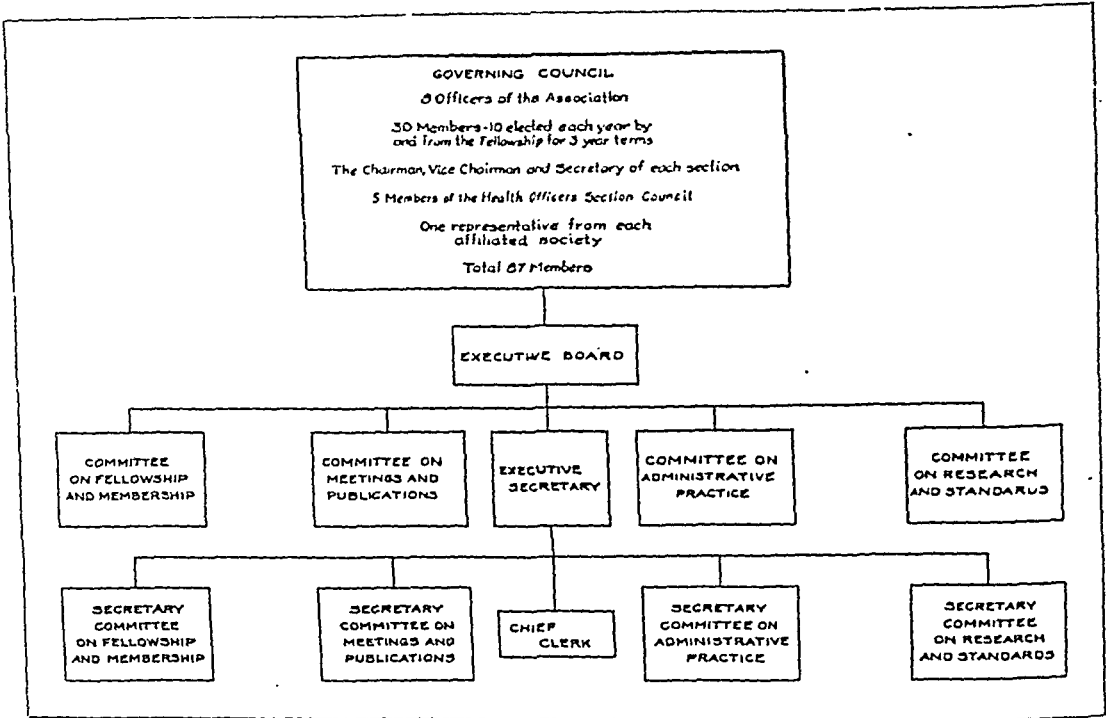 GOVERNING COUNCIL
8 Officers of the Association
30 Members-10 elected each year by
and from the Fellowship for 3 year terms
The Chairman, Vice Chairman and Secretary of each section
5 Members of the Health Officers Section Council
One representative from each
affiliated society
Total 87 Members
EXECUTIVE BOARD
COMMITTEE
ON FELLOWSHIP
AND MEMBERSHIP
COMMITTEE ON
MEETINGS AND
PUBLICATIONS
EXECUTIVE
SECRETARY
COMMITTEE ON
ADMINISTRATIVE
PRACTICE
COMMITTEE
ON RESEARCH
AND STANDARDS
SECRETARY
COMMITTEE
ON FELLOWSHIP
AND MEMBERSHIP
SECRETARY
COMMITTEE ON
MEETINGS AND
PUBLICATIONS
CHIEF
CLERK
SECRETARY
COMMITTEE ON
ADMINISTRATIVE
PRACTICE
SECRETARY
COMMITTEE
ON RESEARCH
AND STANDARDS